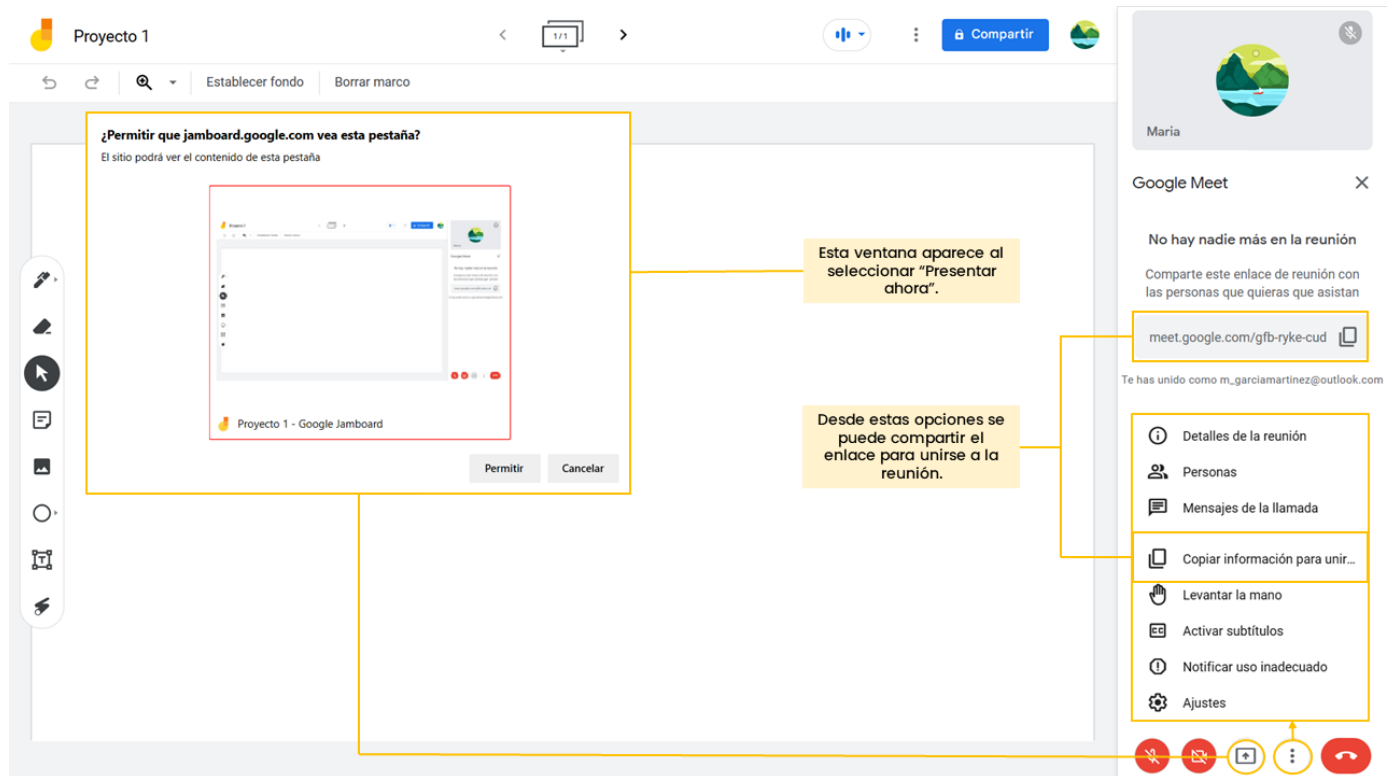 Proyecto 1
1/1
Compartir
Establecer fondo
Borrar marco
¿Permitir que jamboard.google.com vea esta pestaña?
El sitio podrá ver el contenido de esta pestaña
Proyecto 1 - Google Jamboard
Permitir
Cancelar
Esta ventana aparece al
seleccionar “Presentar
ahora”.
Desde estas opciones se
puede compartir el
enlace para unirse a la
reunión.
Maria
Google Meet
No hay nadie más en la reunión
Comparte este enlace de reunión con
las personas que quieras que asistan
meet.google.com/gfb-ryke-cud
Te has unido como m_garciamartinez@outlook.com
Detalles de la reunión
Personas
Mensajes de la llamada
Copiar información para unir...
Levantar la mano
Activar subtítulos
Notificar uso inadecuado
Ajustes